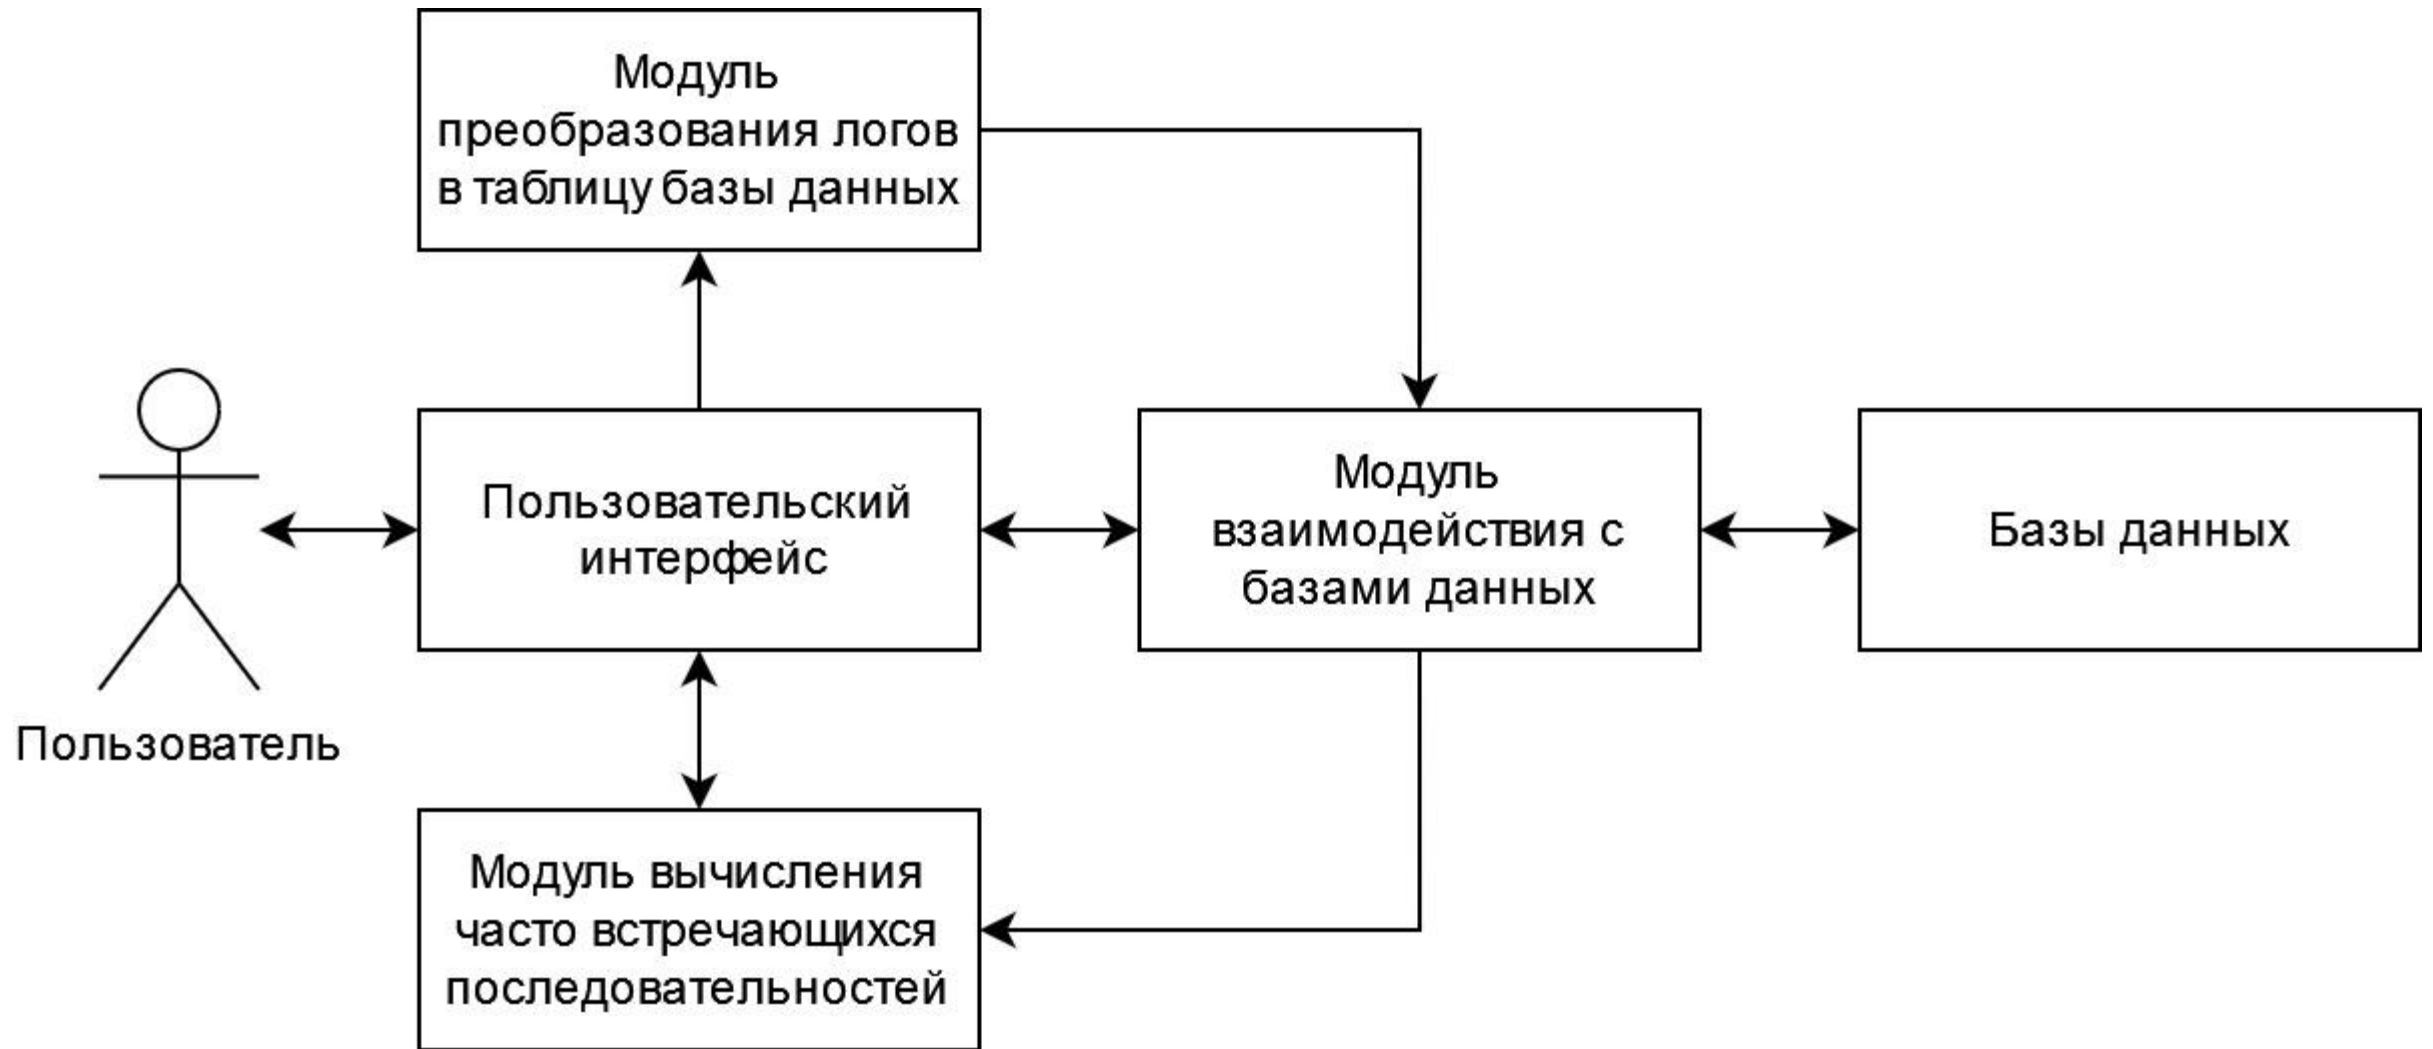 Модуль
преобразования логов
в таблицу базы данных
Пользователь
Пользовательский
интерфейс
Модуль
взаимодействия с
базами данных
Базы данных
Модуль вычисления
часто встречающихся
последовательностей